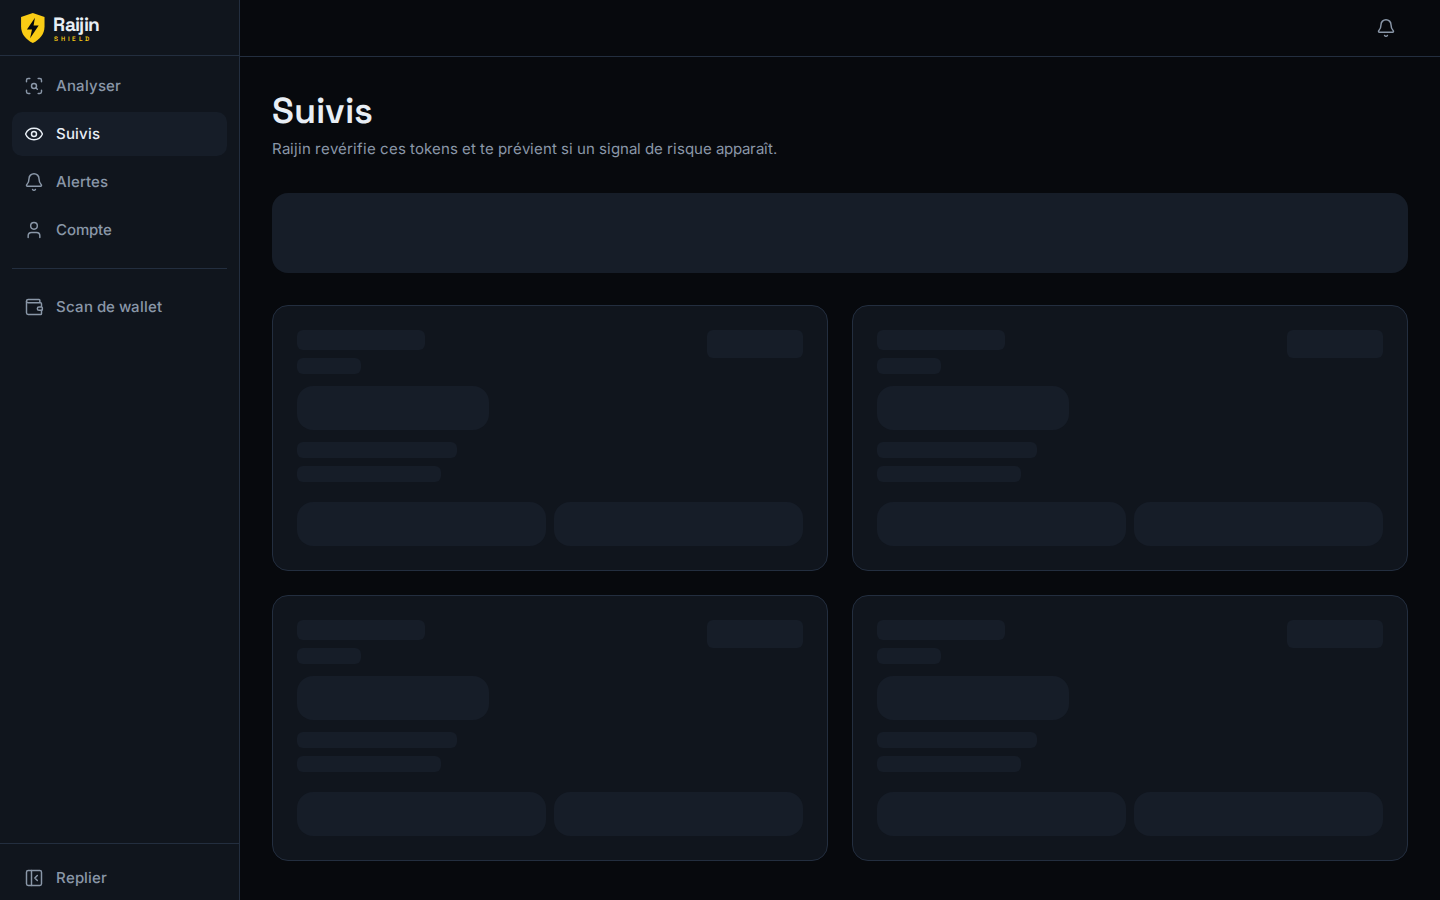 Raijin
SHIELD
Analyser
Suivis
Alertes
Compte
Scan de wallet
Replier
Suivis
Raijin revérifie ces tokens et te prévient si un signal de risque apparaît.